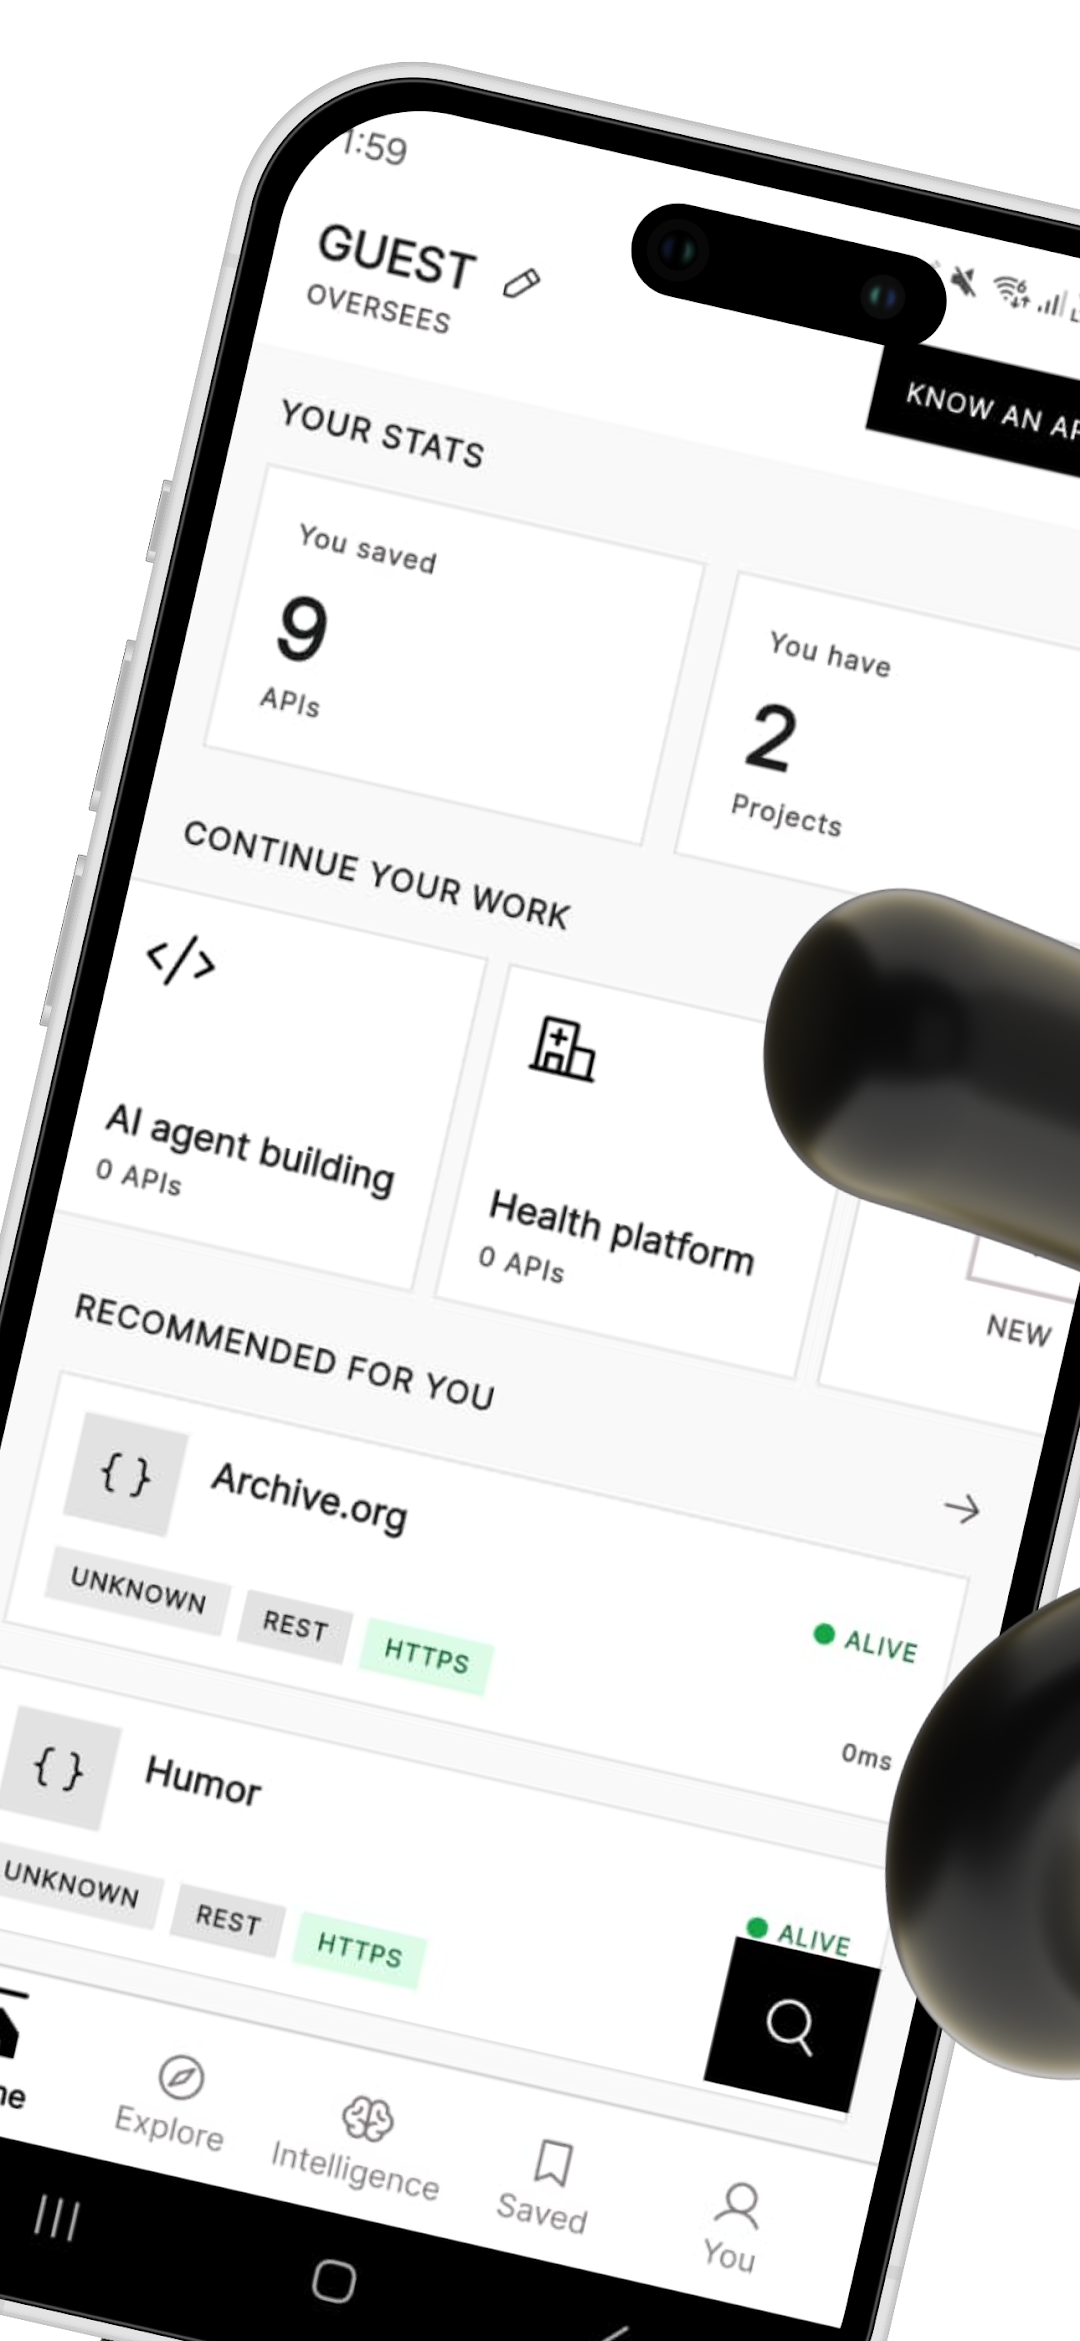 1:59
GUEST
OVERSEES
KNOW AN
YOUR STATS
You saved
9
APIs
You have
2
Projects
CONTINUE YOUR WORK
AI agent building
0 APIs
Health platform
0 APIs
NEW
RECOMMENDED FOR YOU
{ } Archive.org
UNKNOWN REST HTTPS
ALIVE
0ms
{ } Humor
UNKNOWN REST HTTPS
ALIVE
Explore
Intelligence
Saved
You